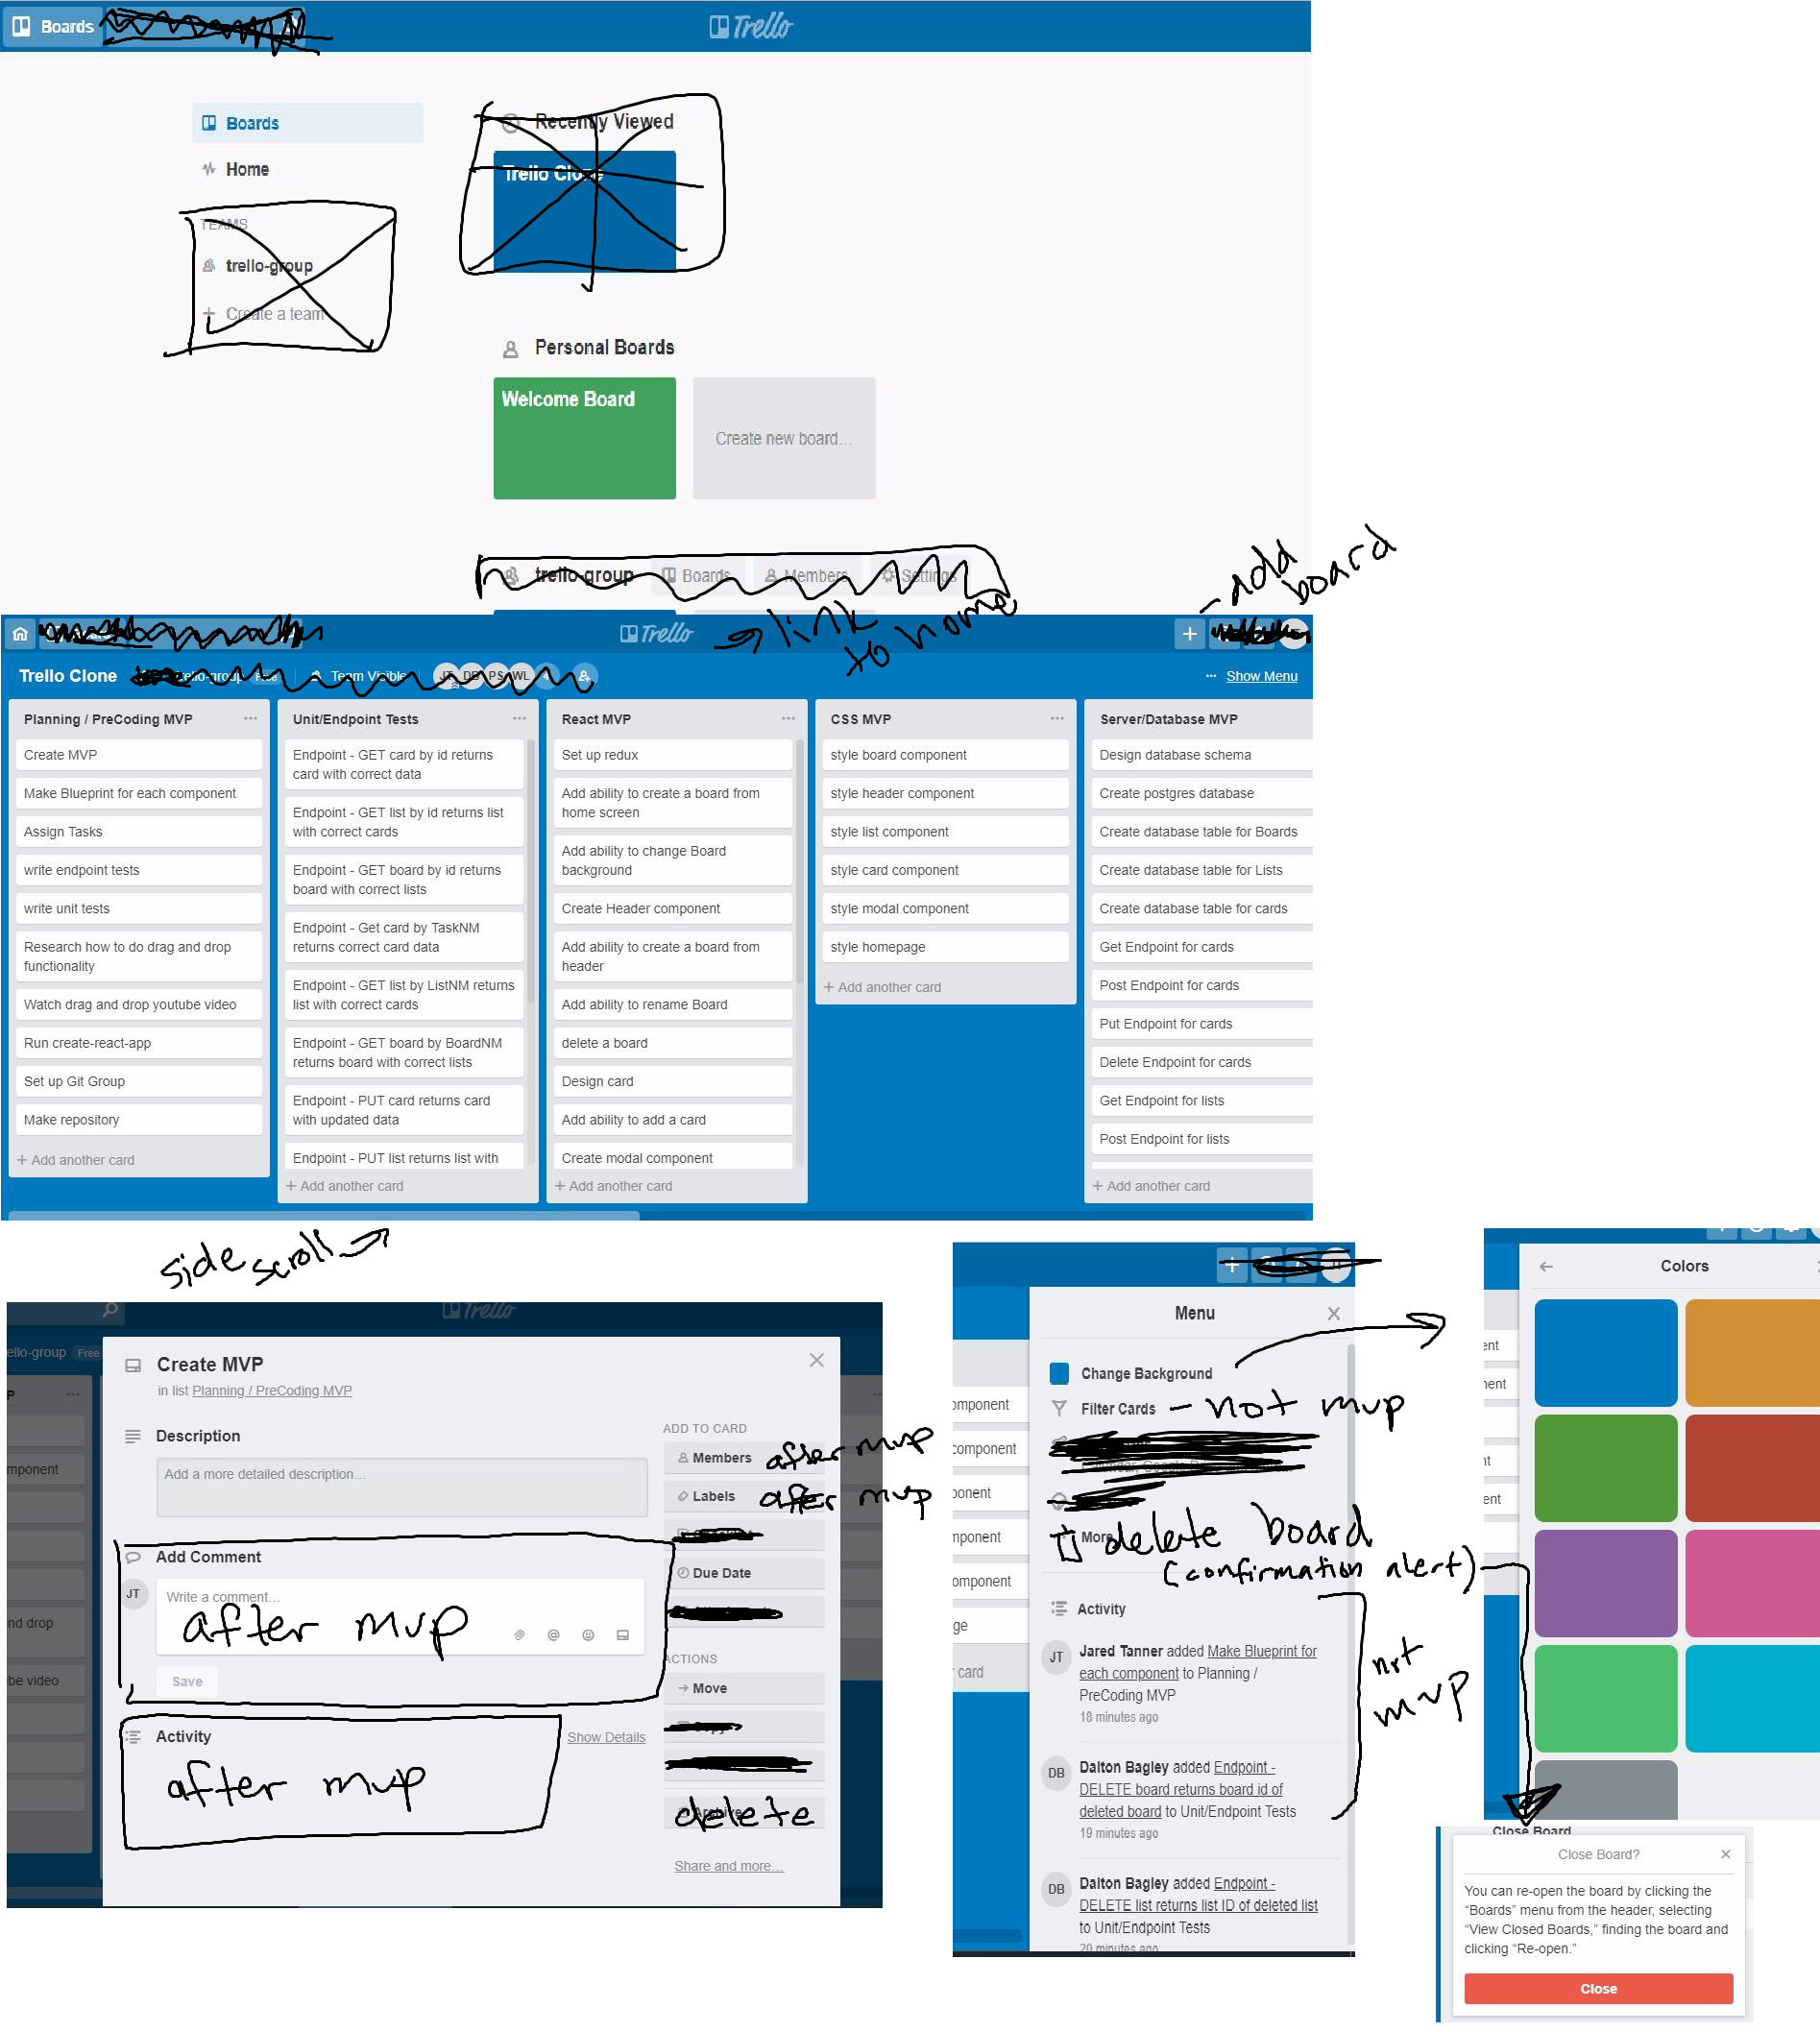 Boards
Trello
Boards
Home
TEAMS
trello-group
Create a team
Recently Viewed
Trello Clone
Personal Boards
Welcome Board
Create new board…
trello-group Boards Members Settings
add board
link to home
Trello
Trello Clone trello-group Free Team Visible JT DB PS WL 4
··· Show Menu
Planning / PreCoding MVP
Create MVP
Make Blueprint for each component
Assign Tasks
write endpoint tests
write unit tests
Research how to do drag and drop
functionality
Watch drag and drop youtube video
Run create-react-app
Set up Git Group
Make repository
+ Add another card
Unit/Endpoint Tests
Endpoint - GET card by id returns
card with correct data
Endpoint - GET list by id returns list
with correct cards
Endpoint - GET board by id returns
board with correct lists
Endpoint - Get card by TaskNM
returns correct card data
Endpoint - GET list by ListNM returns
list with correct cards
Endpoint - GET board by BoardNM
returns board with correct lists
Endpoint - PUT card returns card
with updated data
Endpoint - PUT list returns list with
+ Add another card
React MVP
Set up redux
Add ability to create a board from
home screen
Add ability to change Board
background
Create Header component
Add ability to create a board from
header
Add ability to rename Board
delete a board
Design card
Add ability to add a card
Create modal component
+ Add another card
CSS MVP
style board component
style header component
style list component
style card component
style modal component
style homepage
+ Add another card
Server/Database MVP
Design database schema
Create postgres database
Create database table for Boards
Create database table for Lists
Create database table for cards
Get Endpoint for cards
Post Endpoint for cards
Put Endpoint for cards
Delete Endpoint for cards
Get Endpoint for lists
Post Endpoint for lists
+ Add another card
side scroll
Trello
ello-group Free
mponent
nd drop
be video
Create MVP
in list Planning / PreCoding MVP
Description
Add a more detailed description…
Add Comment
JT
Write a comment…
after mvp
Save
Activity
Show Details
after mvp
ADD TO CARD
Members after mvp
Labels after mvp
Due Date
ACTIONS
Move
Copy
Archive
delete
Share and more…
omponent
component
ponent
mponent
omponent
ge
r card
Menu
Change Background
Filter Cards - not mvp
More
delete board
(confirmation alert)
Activity
not mvp
JT
Jared Tanner added Make Blueprint for
each component to Planning /
PreCoding MVP
18 minutes ago
DB
Dalton Bagley added Endpoint -
DELETE board returns board id of
deleted board to Unit/Endpoint Tests
19 minutes ago
DB
Dalton Bagley added Endpoint -
DELETE list returns list ID of deleted list
to Unit/Endpoint Tests
20 minutes ago
Colors
ent
nent
nt
ent
Close Board
Close Board?
You can re-open the board by clicking the
“Boards” menu from the header, selecting
“View Closed Boards,” finding the board and
clicking “Re-open.”
Close